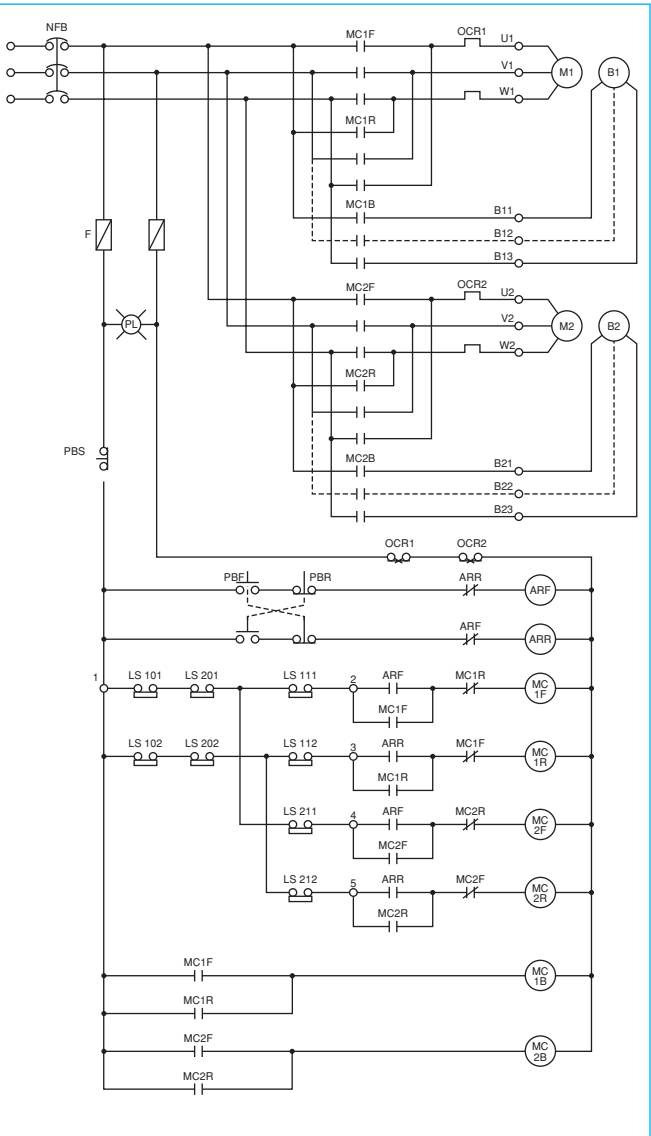 NFB
MC1F OCR1 U1
V1 M1 B1
W1
MC1R
MC1B B11
F B12
B13
MC2F OCR2 U2
PL V2 M2 B2
W2
MC2R
PBS MC2B B21
B22
B23
OCR1 OCR2
PBF PBR ARR ARF
ARF ARR
1 LS 101 LS 201 LS 111 2 ARF MC1R MC 1F
MC1F
LS 102 LS 202 LS 112 3 ARR MC1F MC 1R
MC1R
LS 211 4 ARF MC2R MC 2F
MC2F
LS 212 5 ARR MC2F MC 2R
MC2R
MC1F MC 1B
MC1R
MC2F MC 2B
MC2R